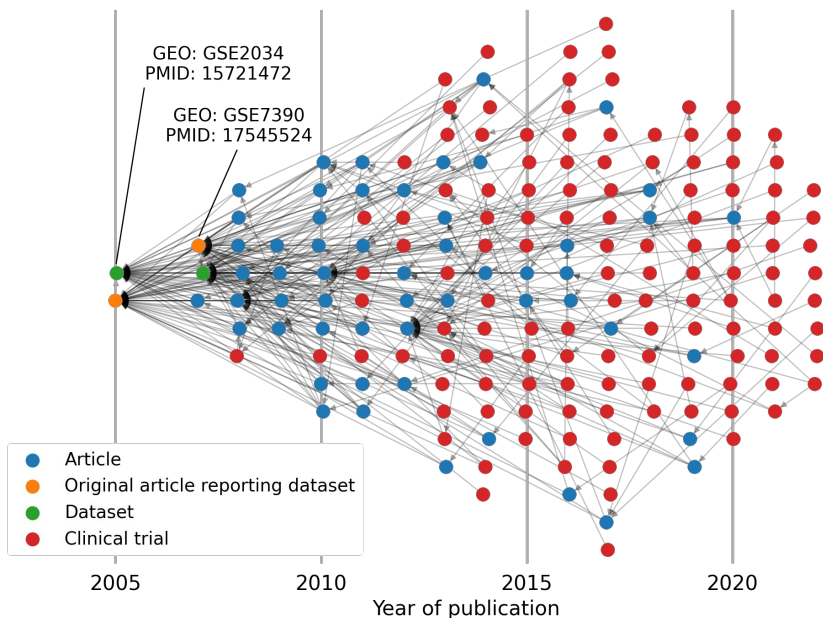 GEO: GSE2034
PMID: 15721472
GEO: GSE7390
PMID: 17545524
Article
Original article reporting dataset
Dataset
Clinical trial
2005
2010
2015
2020
Year of publication